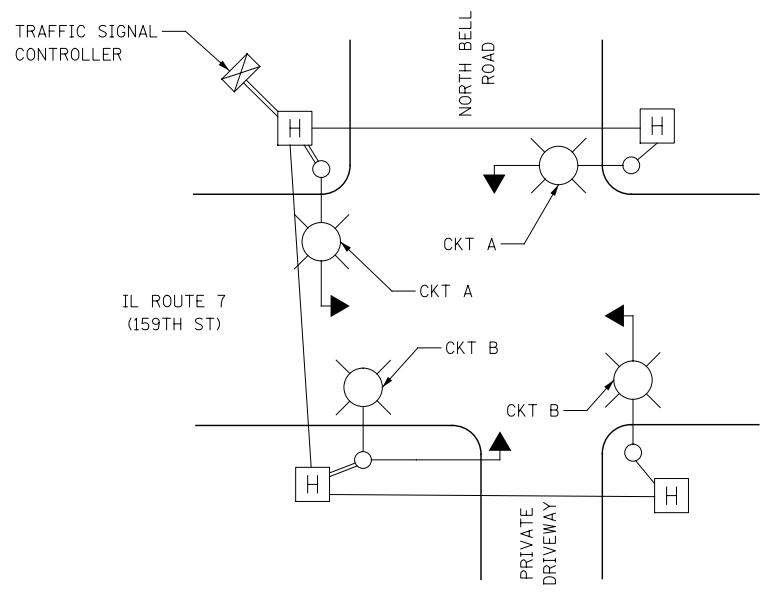 TRAFFIC SIGNAL
CONTROLLER
NORTH BELL
ROAD
H
H
CKT A
CKT A
IL ROUTE 7
(159TH ST)
CKT B
CKT B
H
H
PRIVATE
DRIVEWAY